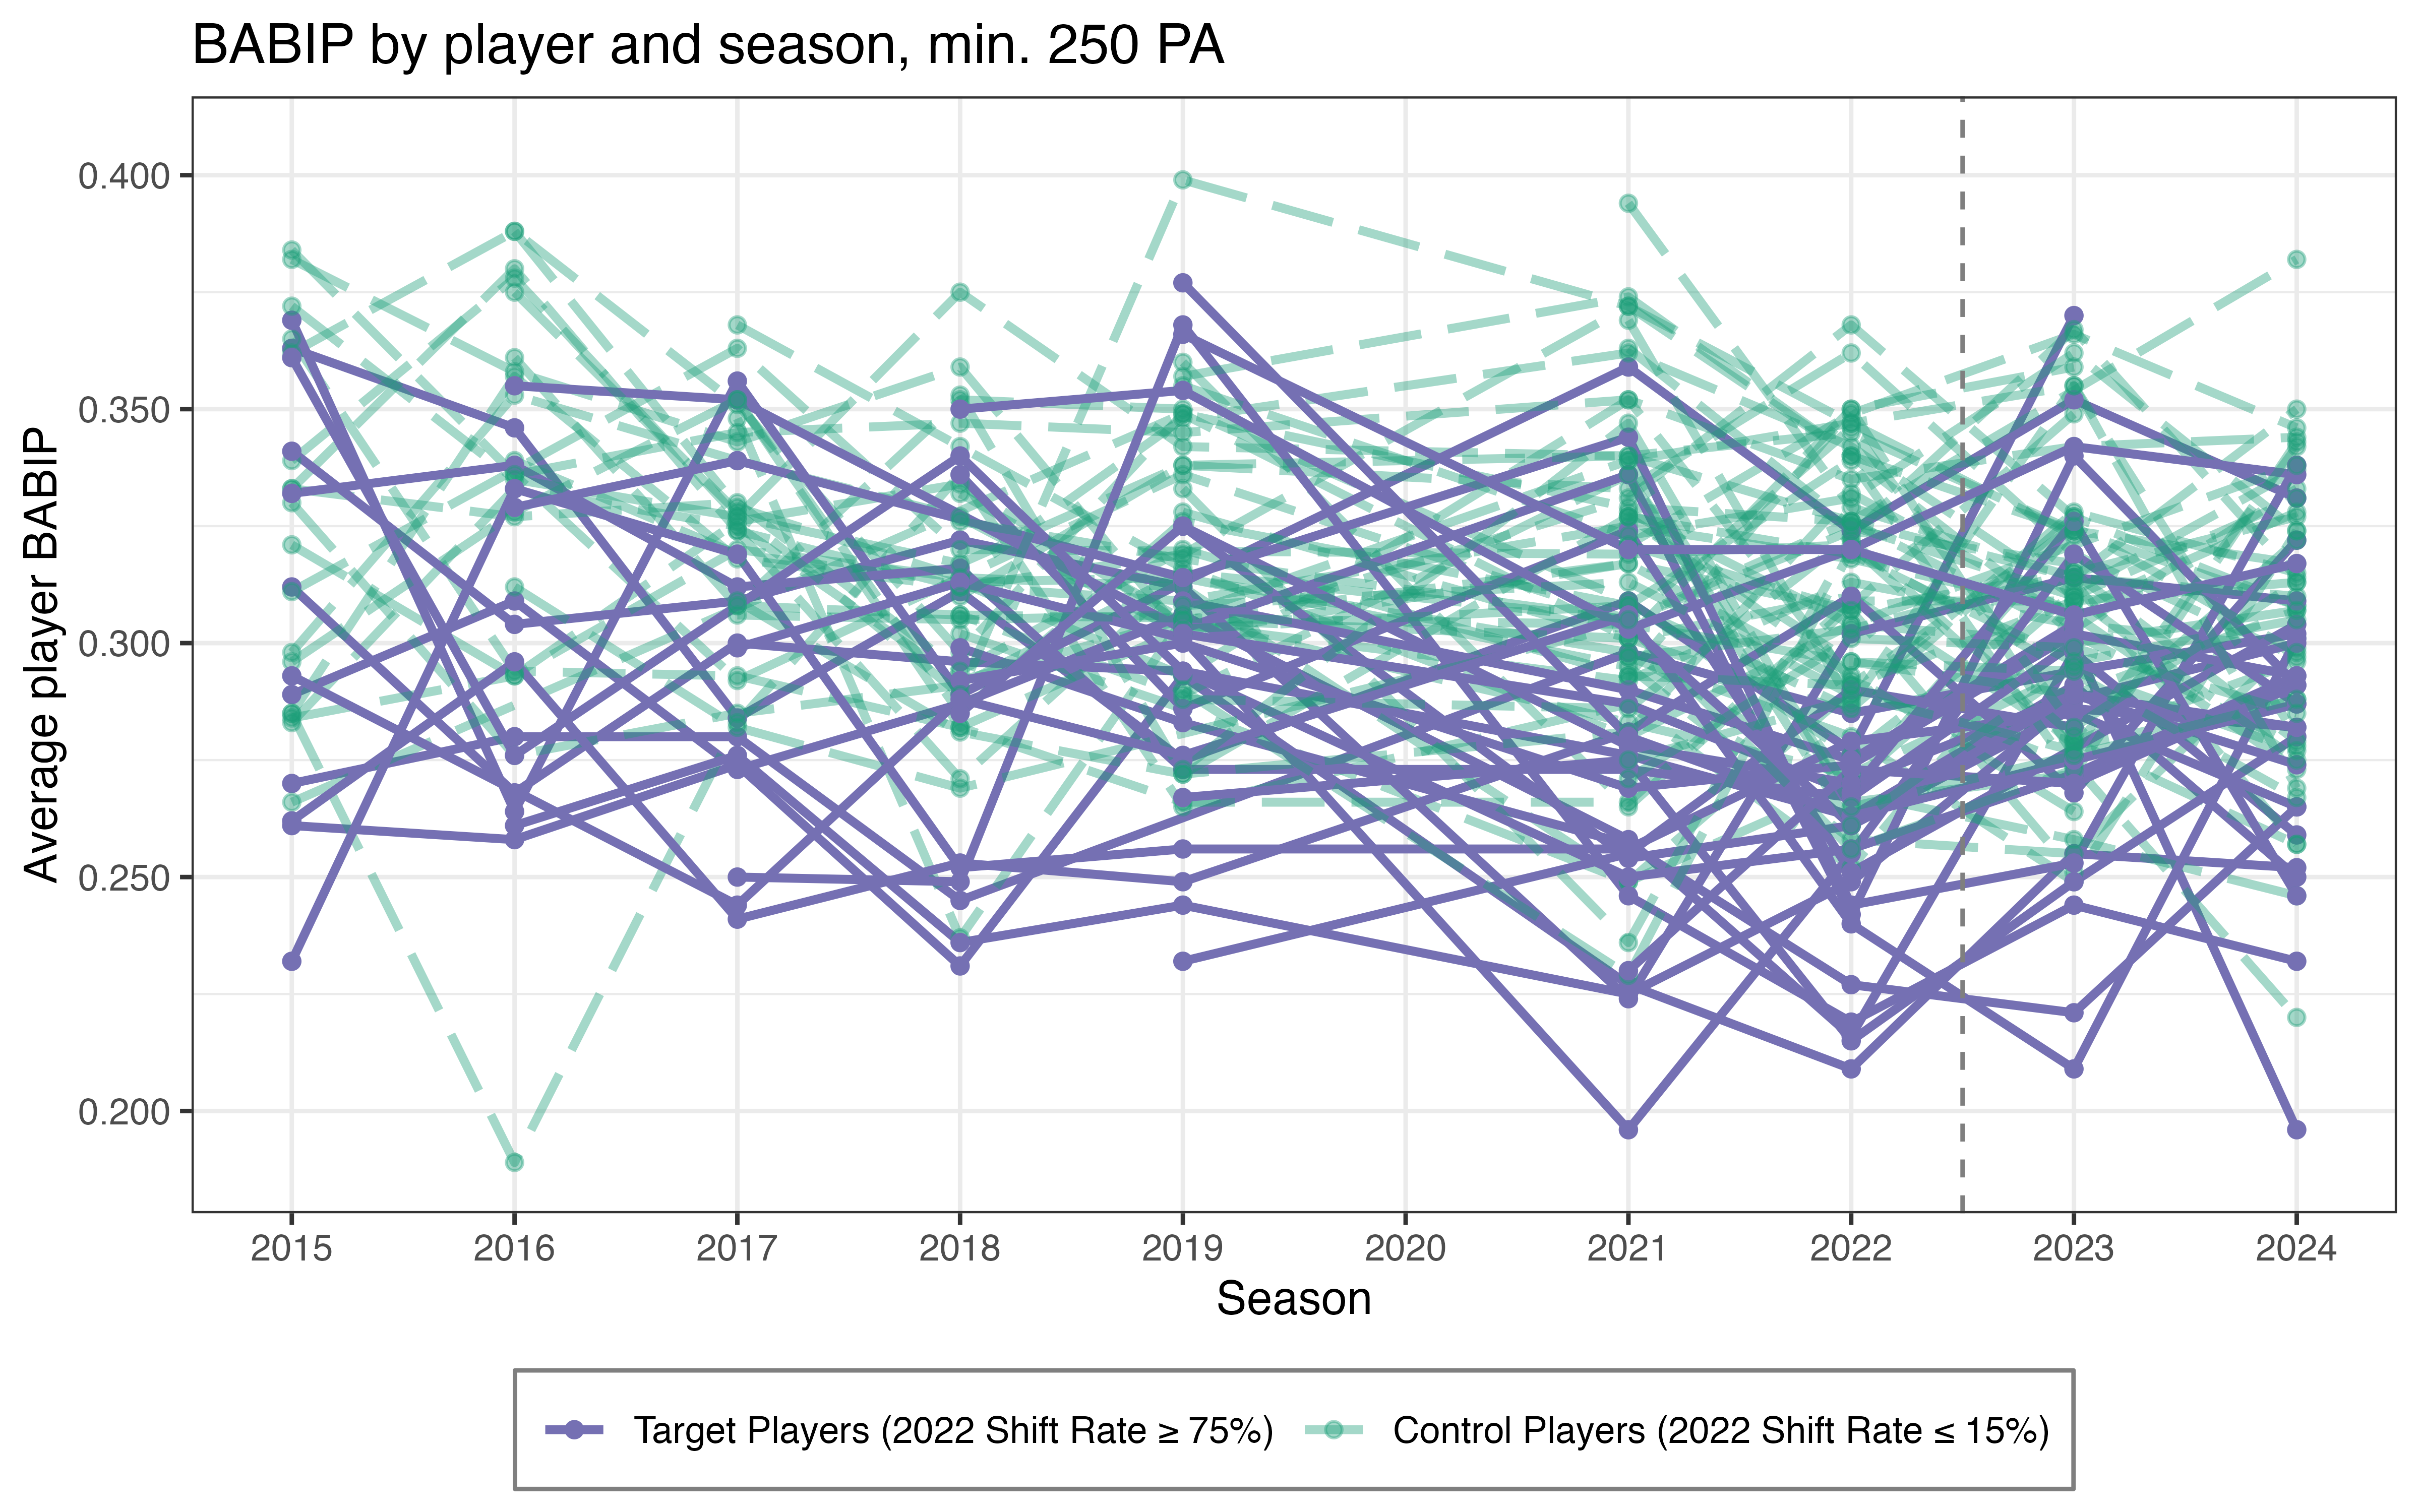 BABIP by player and season, min. 250 PA
Average player BABIP
0.400
0.350
0.300
0.250
0.200
2015 2016 2017 2018 2019 2020 2021 2022 2023 2024
Season
Target Players (2022 Shift Rate ≥ 75%) Control Players (2022 Shift Rate ≤ 15%)